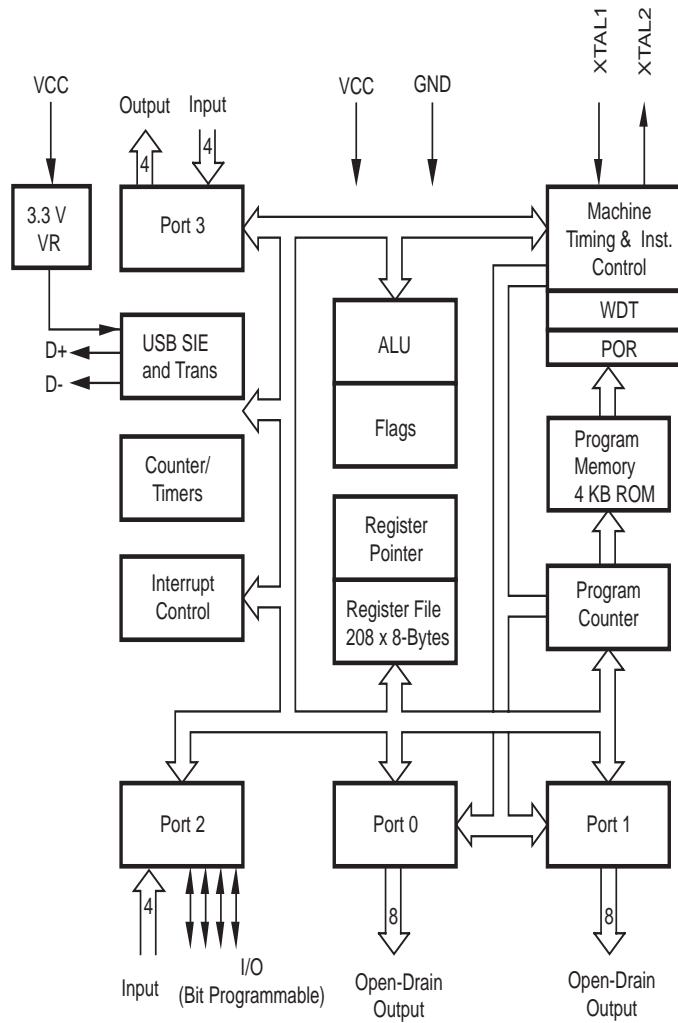 XTAL1
XTAL2
VCC
Output
Input
VCC
GND
4
4
3.3 V
VR
Port 3
Machine
Timing & Inst.
Control
WDT
POR
USB SIE
and Trans
D+
D-
ALU
Flags
Counter/
Timers
Program
Memory
4 KB ROM
Register
Pointer
Interrupt
Control
Register File
208 x 8-Bytes
Program
Counter
Port 2
Port 0
Port 1
4
8
8
Input
I/O
(Bit Programmable)
Open-Drain
Output
Open-Drain
Output